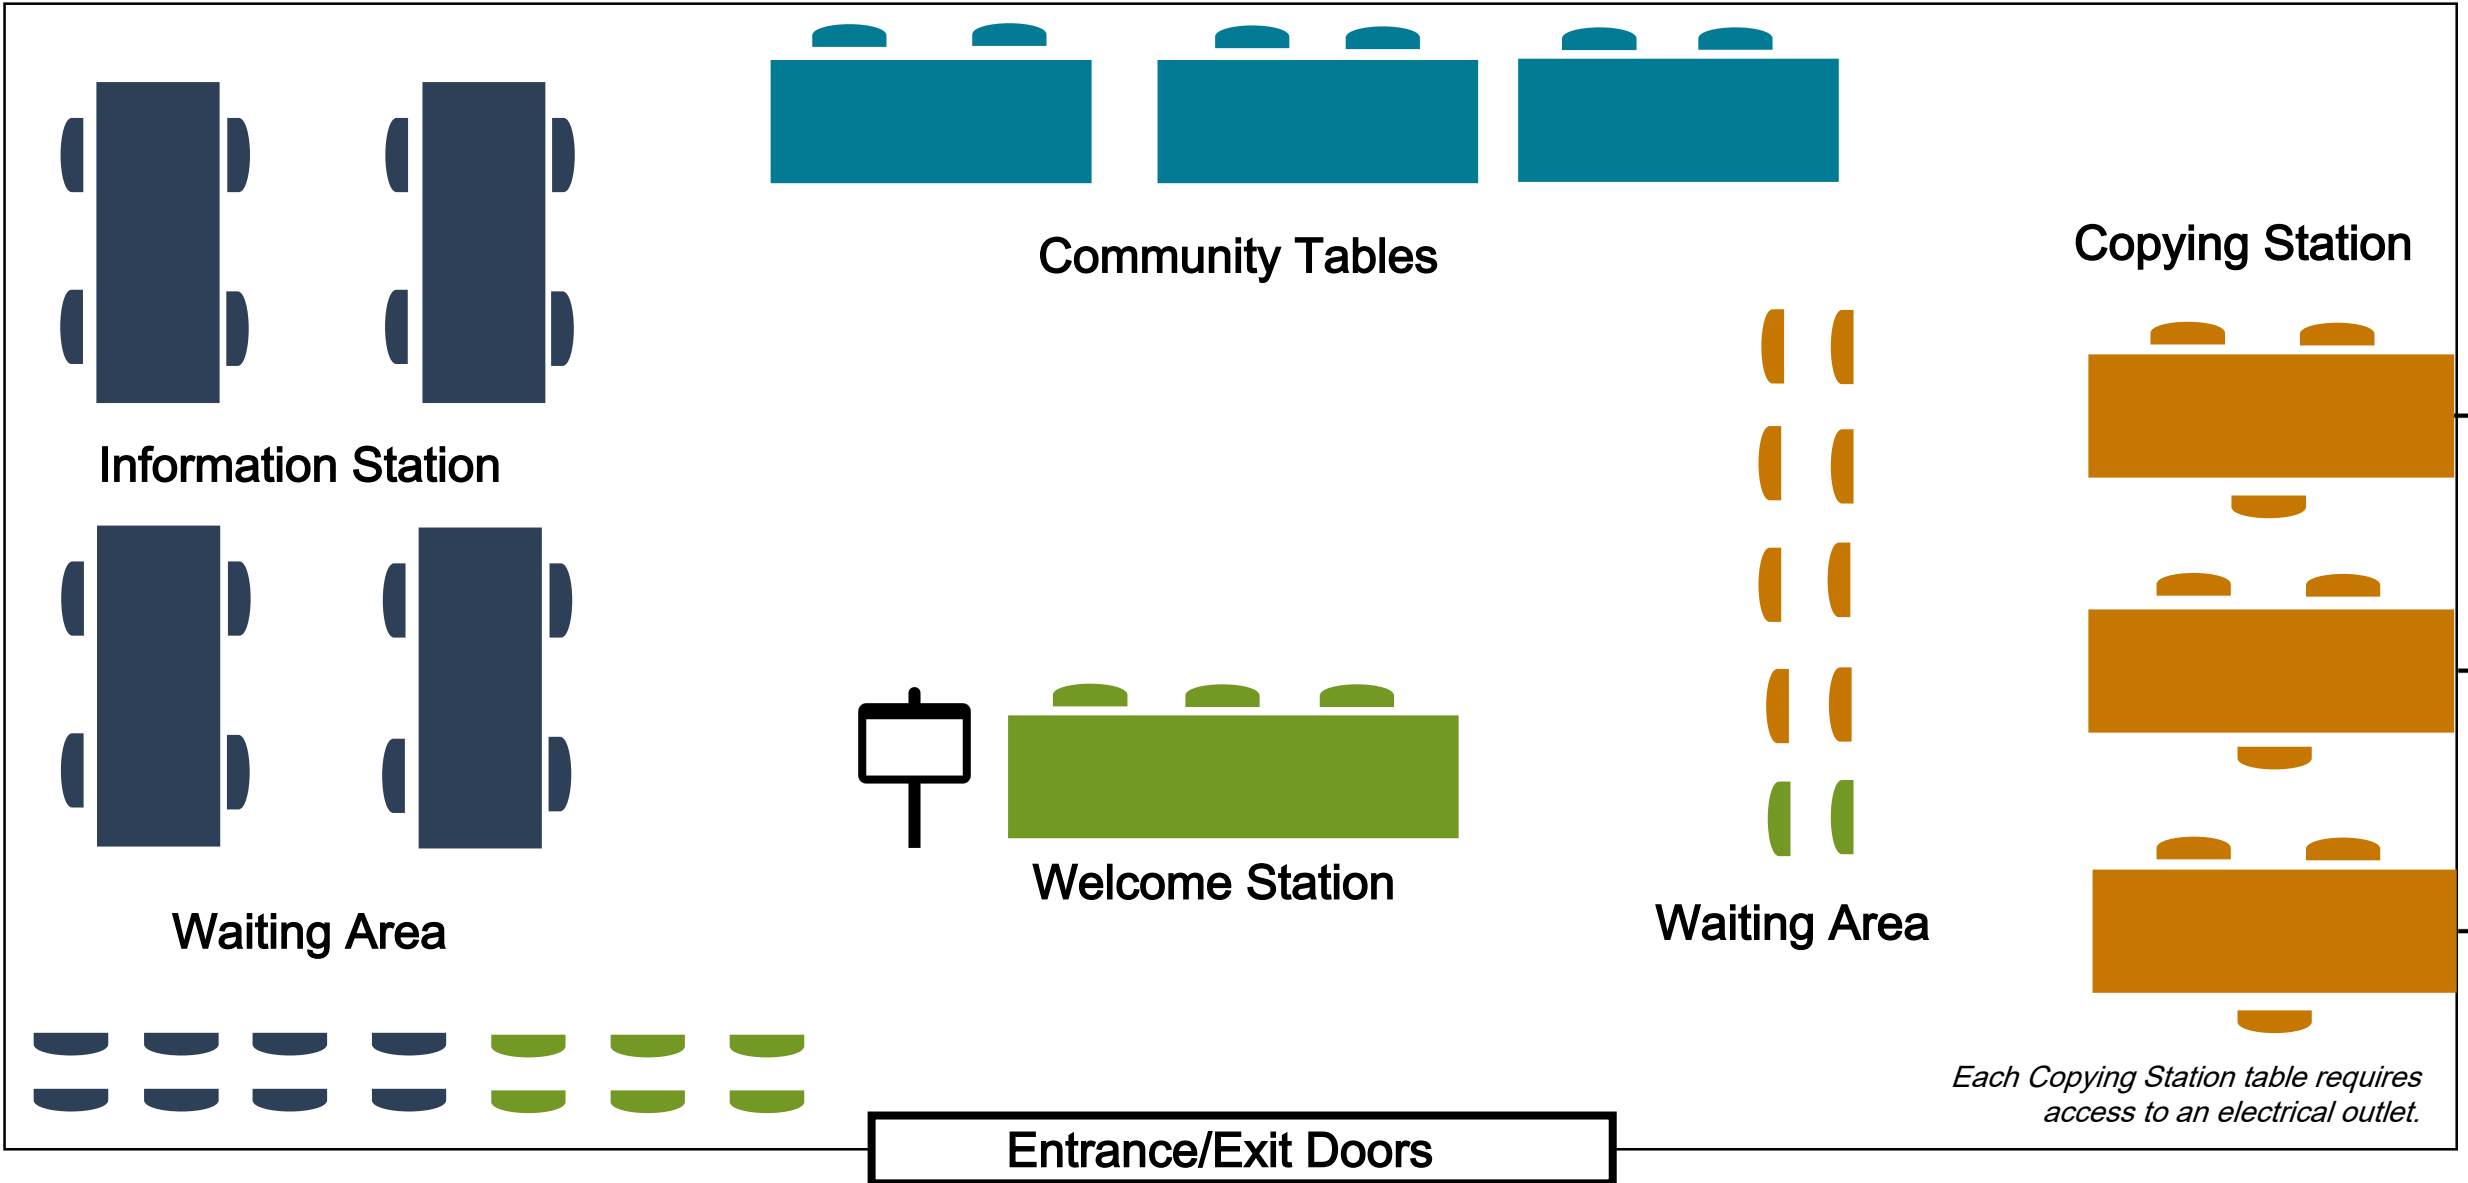 Community Tables
Copying Station
Information Station
Welcome Station
Waiting Area
Waiting Area
Each Copying Station table requires
access to an electrical outlet.
Entrance/Exit Doors